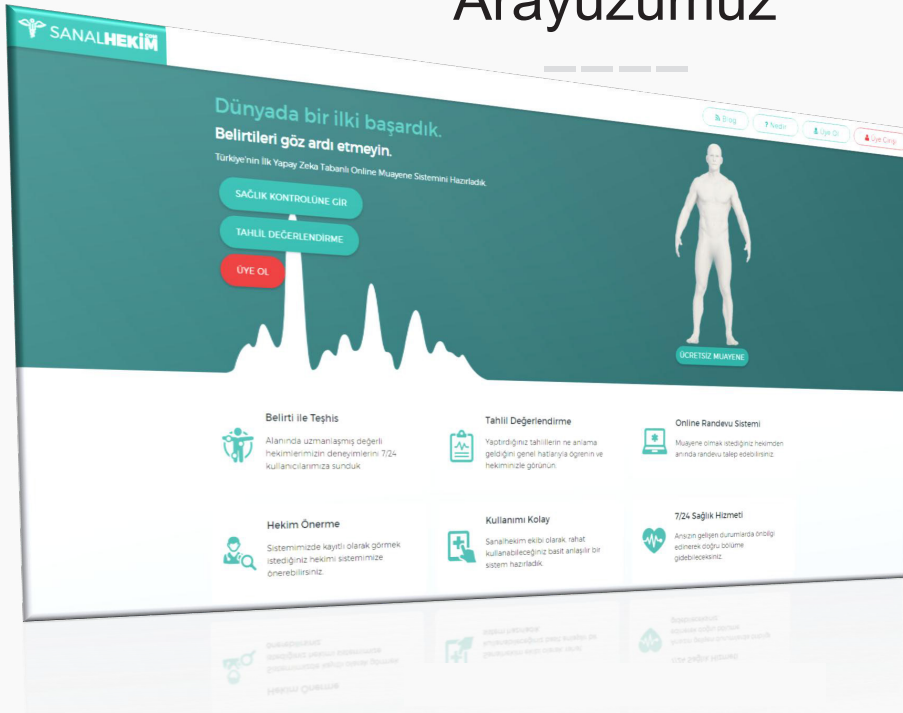 Arayüzümüz
SANALHEKİM
Blog
? Nedir
Üye Ol
Üye Girişi
Dünyada bir ilki başardık.
Belirtileri göz ardı etmeyin.
Türkiye'nin İlk Yapay Zeka Tabanlı Online Muayene Sistemini Hazırladık.
SAĞLIK KONTROLÜNE GİR
TAHLİL DEĞERLENDİRME
ÜYE OL
ÜCRETSİZ MUAYENE
Belirti ile Teşhis
Alanında uzmanlaşmış değerli
hekimlerimizin deneyimlerini 7/24
kullanıcılarımıza sunduk.
Tahlil Değerlendirme
Yaptırdığınız tahlillerin ne anlama
geldiğini genel hatlarıyla öğrenin ve
hekiminizle görünün.
Online Randevu Sistemi
Muayene olmak istediğiniz hekimden
anında randevu talep edebilirsiniz.
Hekim Önerme
Sistemimizde kayıtlı olarak görmek
istediğiniz hekimi sistemimize
önerebilirsiniz.
Kullanımı Kolay
Sanalhekim ekibi olarak, rahat
kullanabileceğiniz basit anlaşılır bir
sistem hazırladık.
7/24 Sağlık Hizmeti
Ansızın gelişen durumlarda önbilgi
edinerek doğru bölüme
gidebileceksiniz.